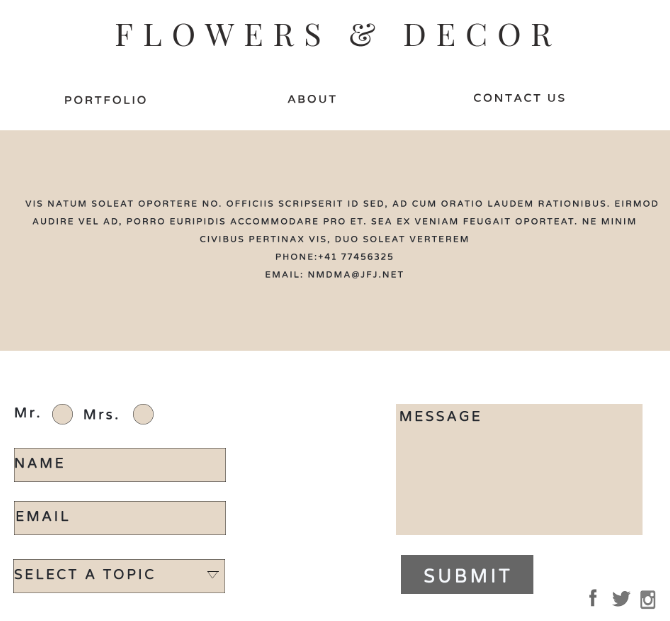 FLOWERS & DECOR
PORTFOLIO ABOUT CONTACT US
VIS NATUM SOLEAT OPORTERE NO. OFFICIIS SCRIPSERIT ID SED, AD CUM ORATIO LAUDEM RATIONIBUS. EIRMOD
AUDIRE VEL AD, PORRO EURIPIDIS ACCOMMODARE PRO ET. SEA EX VENIAM FEUGAIT OPORTEAT. NE MINIM
CIVIBUS PERTINAX VIS, DUO SOLEAT VERTEREM
PHONE:+41 77456325
EMAIL: NMDMA@JFJ.NET
Mr. Mrs.
NAME
EMAIL
SELECT A TOPIC
MESSAGE
SUBMIT